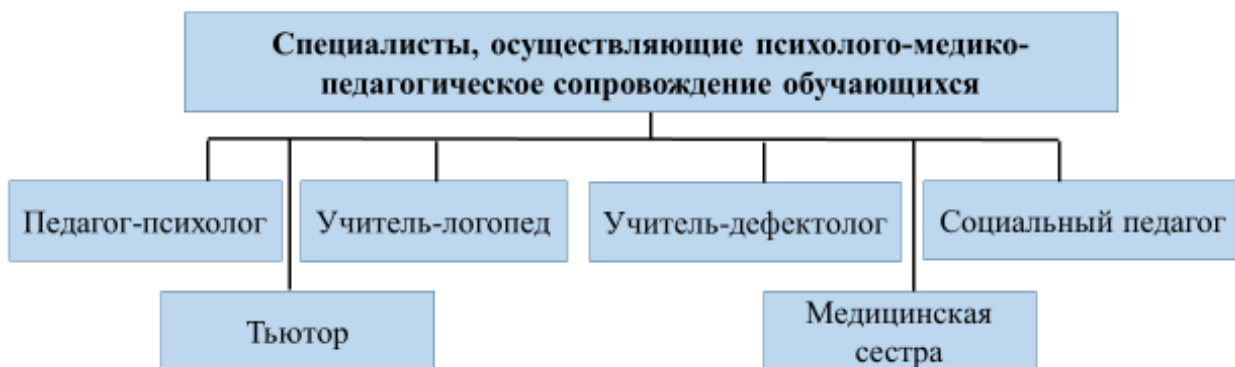 Специалисты, осуществляющие психолого-медико-
педагогическое сопровождение обучающихся
Педагог-психолог
Учитель-логопед
Учитель-дефектолог
Социальный педагог
Тьютор
Медицинская
сестра